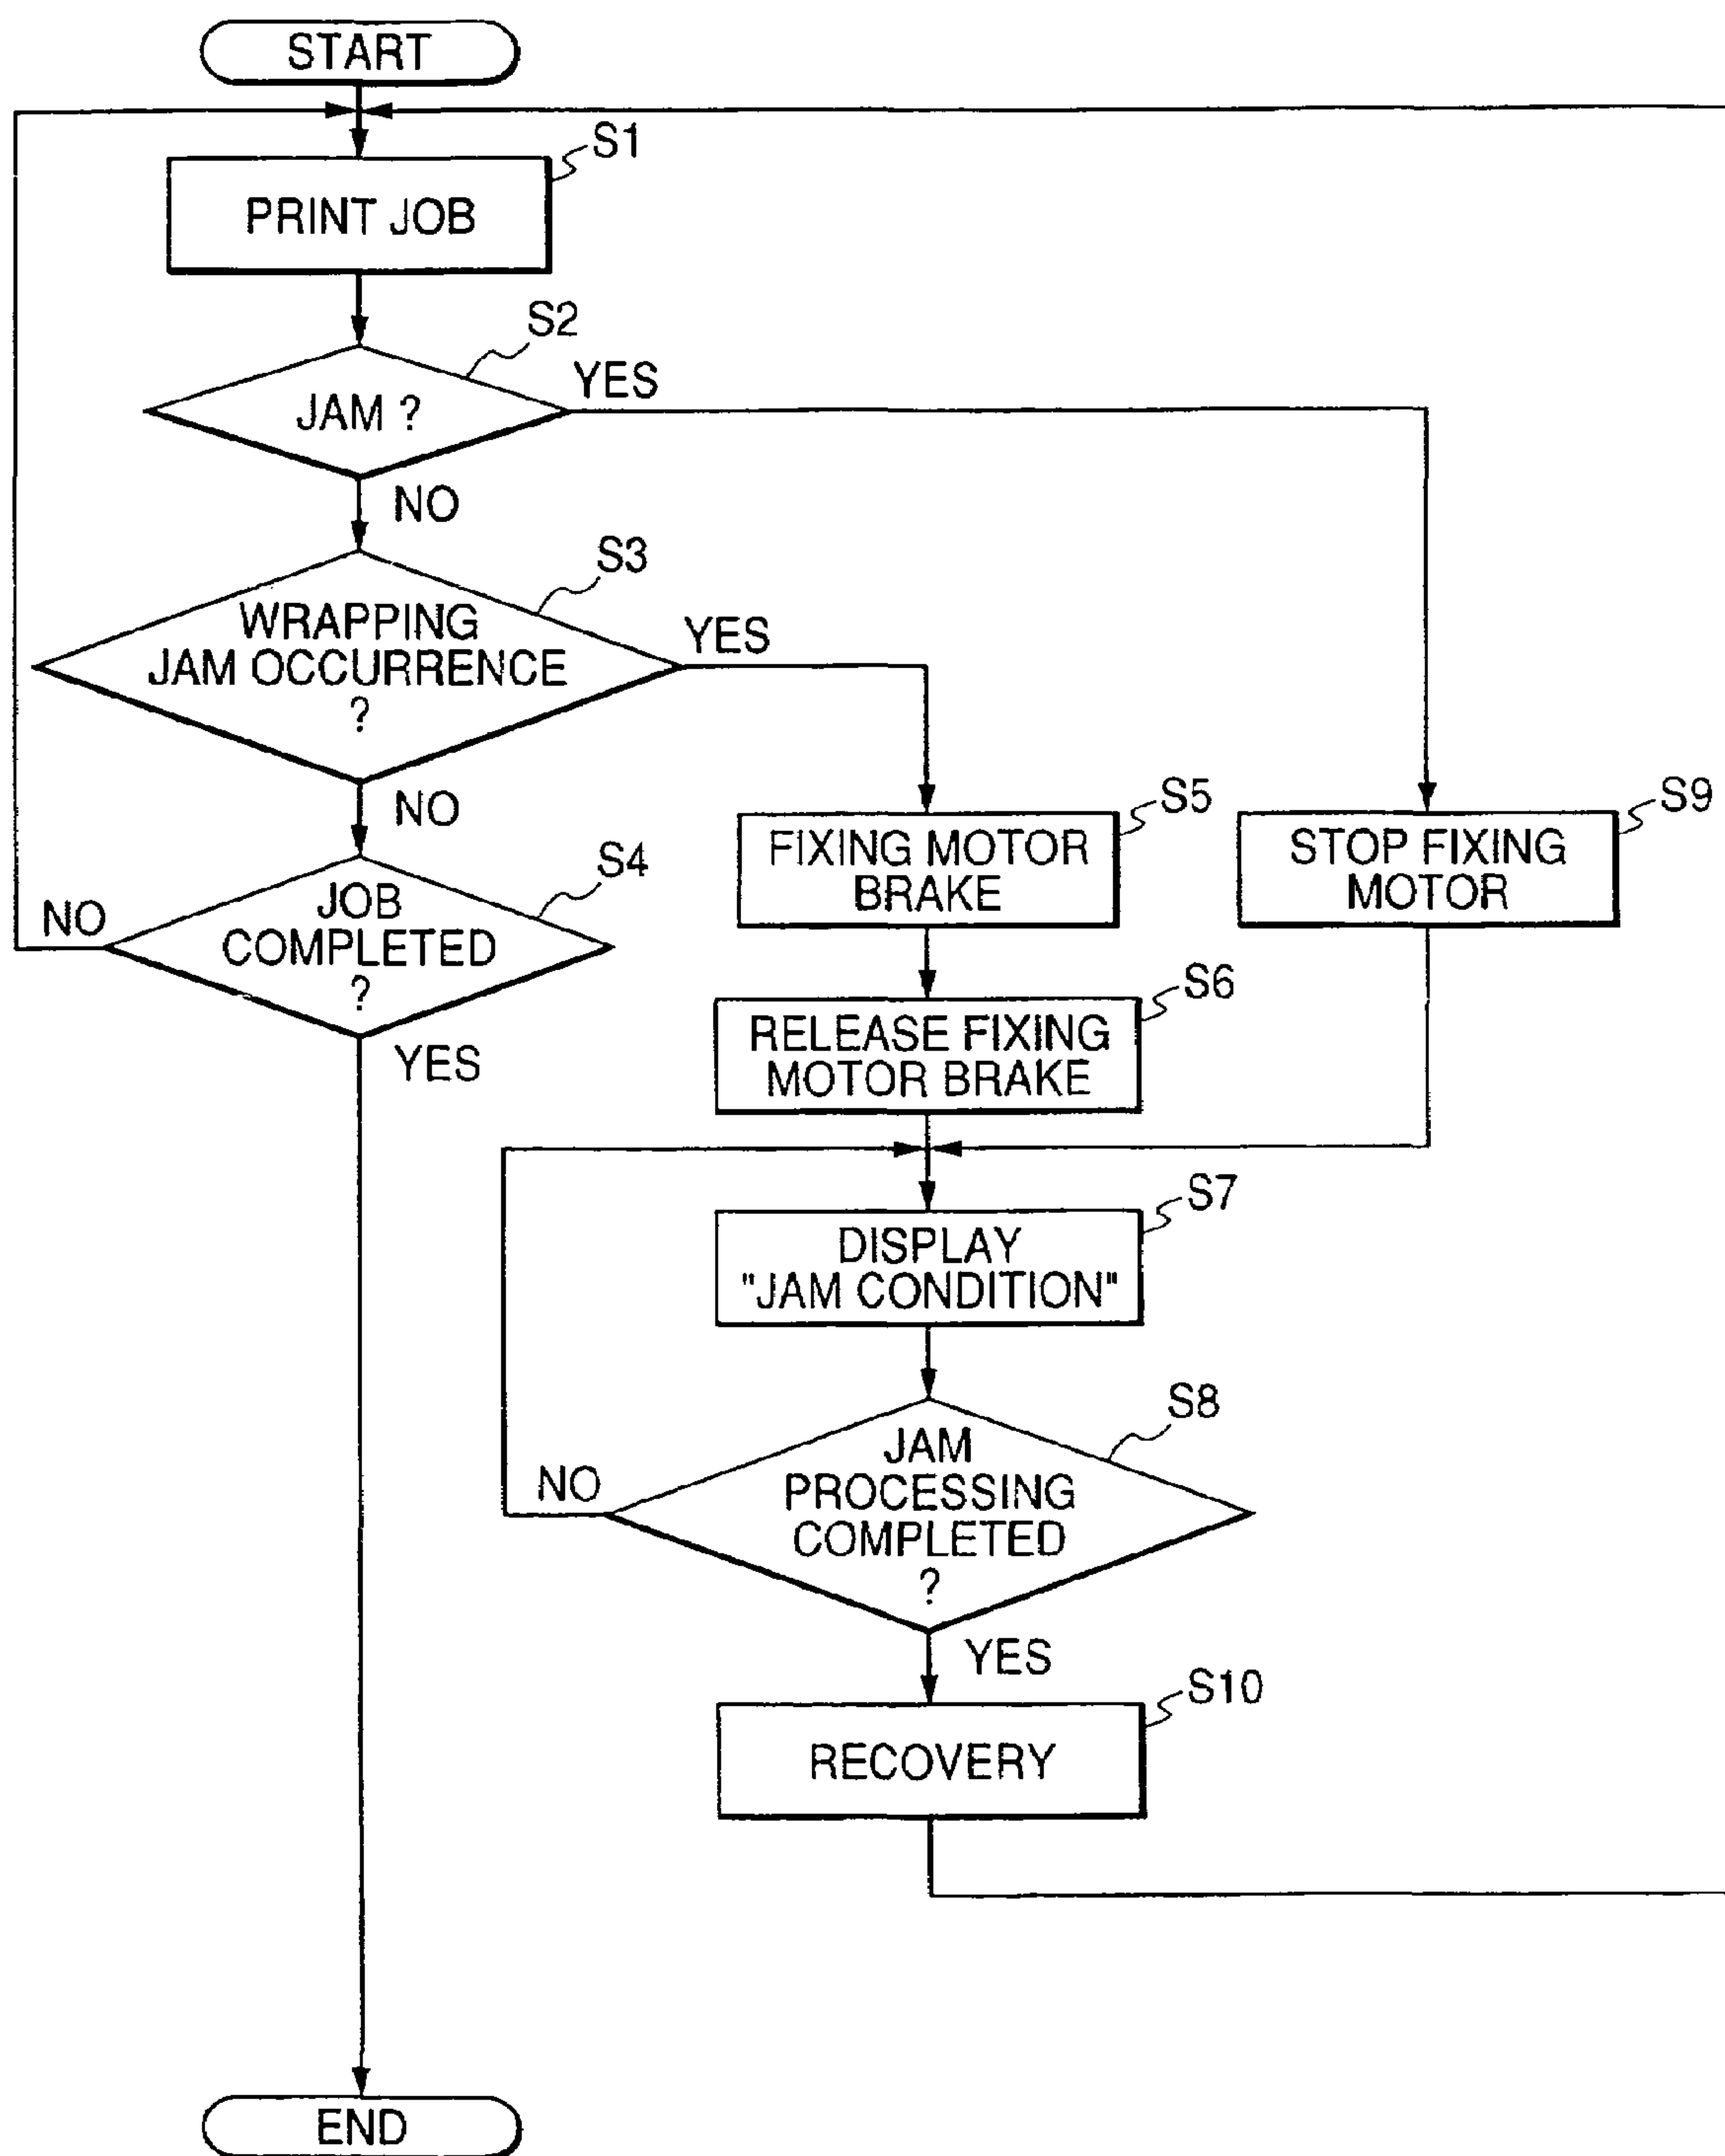 START
S1
PRINT JOB
S2
JAM ?
YES
NO
S3
WRAPPING
JAM OCCURRENCE
?
YES
NO
S4
JOB
COMPLETED
?
NO
YES
S5
FIXING MOTOR
BRAKE
S9
STOP FIXING
MOTOR
S6
RELEASE FIXING
MOTOR BRAKE
S7
DISPLAY
"JAM CONDITION"
S8
JAM
PROCESSING
COMPLETED
?
NO
YES
S10
RECOVERY
END